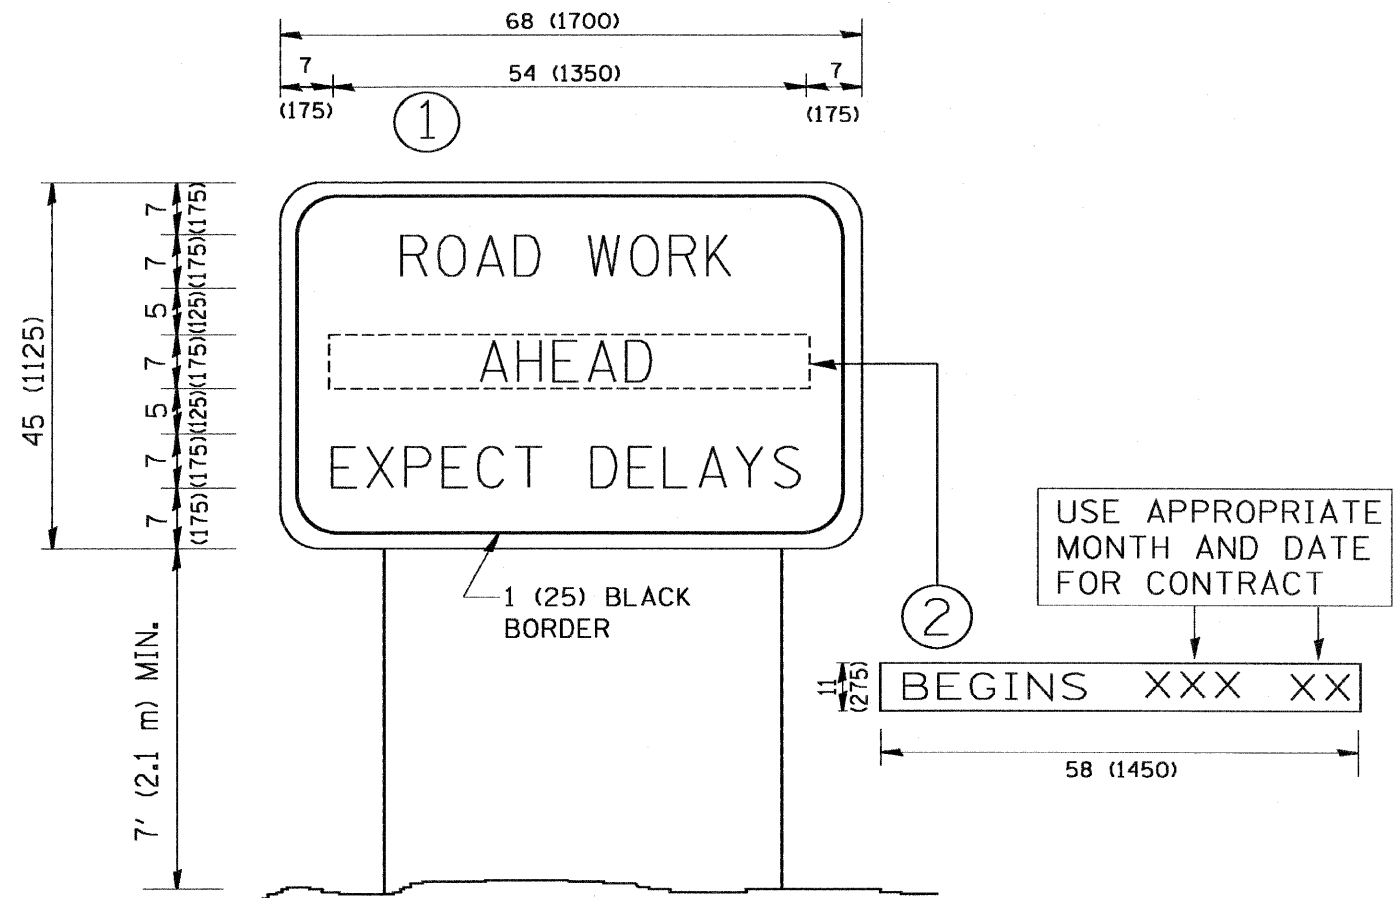 68 (1700)
7
54 (1350)
7
(175)
(175)
1
45 (1125)
7 (175)
7 (175)
5 (125)
7 (175)
5 (125)
7 (175)
7 (175)
ROAD WORK
AHEAD
EXPECT DELAYS
1 (25) BLACK
BORDER
7' (2.1 m) MIN.
USE APPROPRIATE
MONTH AND DATE
FOR CONTRACT
2
11
(275)
BEGINS XXX XX
58 (1450)